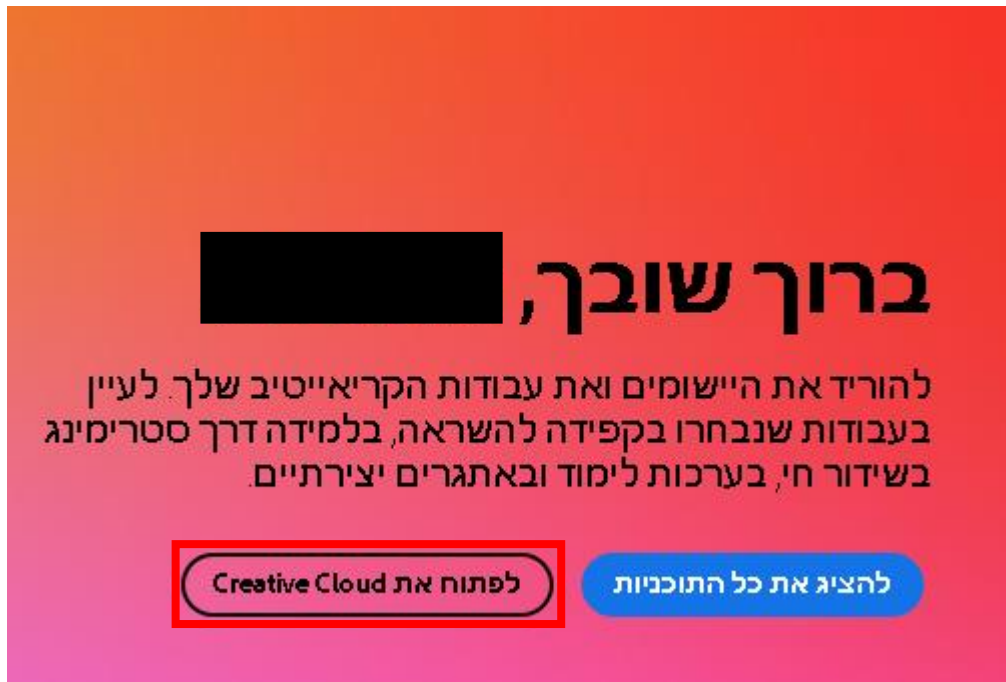 ברוך שובך,
להוריד את היישומים ואת עבודות הקריאייטיב שלך. לעיין
בעבודות שנבחרו בקפידה להשראה, בלמידה דרך סטרימינג
בשידור חי, בערכות לימוד ובאתגרים יצירתיים.
להציג את כל התוכניות
לפתוח את Creative Cloud